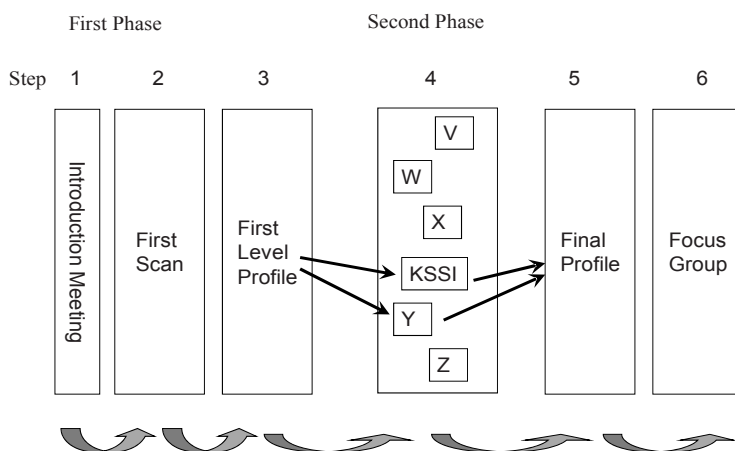 First Phase
Second Phase
Step 1 2 3 4 5 6
Introduction Meeting
First
Scan
First
Level
Profile
V
W
X
KSSI
Y
Z
Final
Profile
Focus
Group